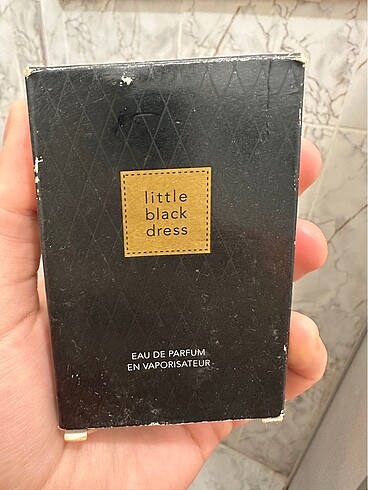 little
black
dress
EAU DE PARFUM
EN VAPORISATEUR